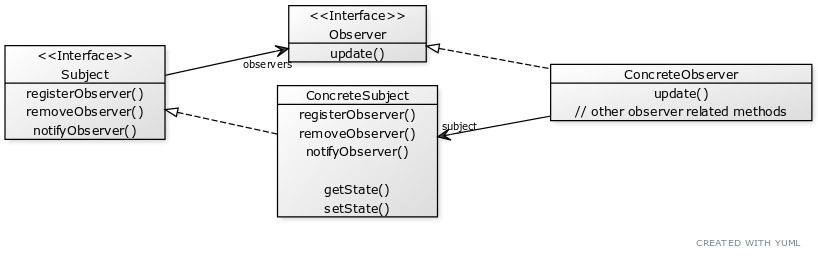 <<Interface>>
Observer
update()
<<Interface>>
Subject
registerObserver()
removeObserver()
notifyObserver()
observers
ConcreteSubject
registerObserver()
removeObserver()
notifyObserver()
getState()
setState()
subject
ConcreteObserver
update()
// other observer related methods
CREATED WITH YUML